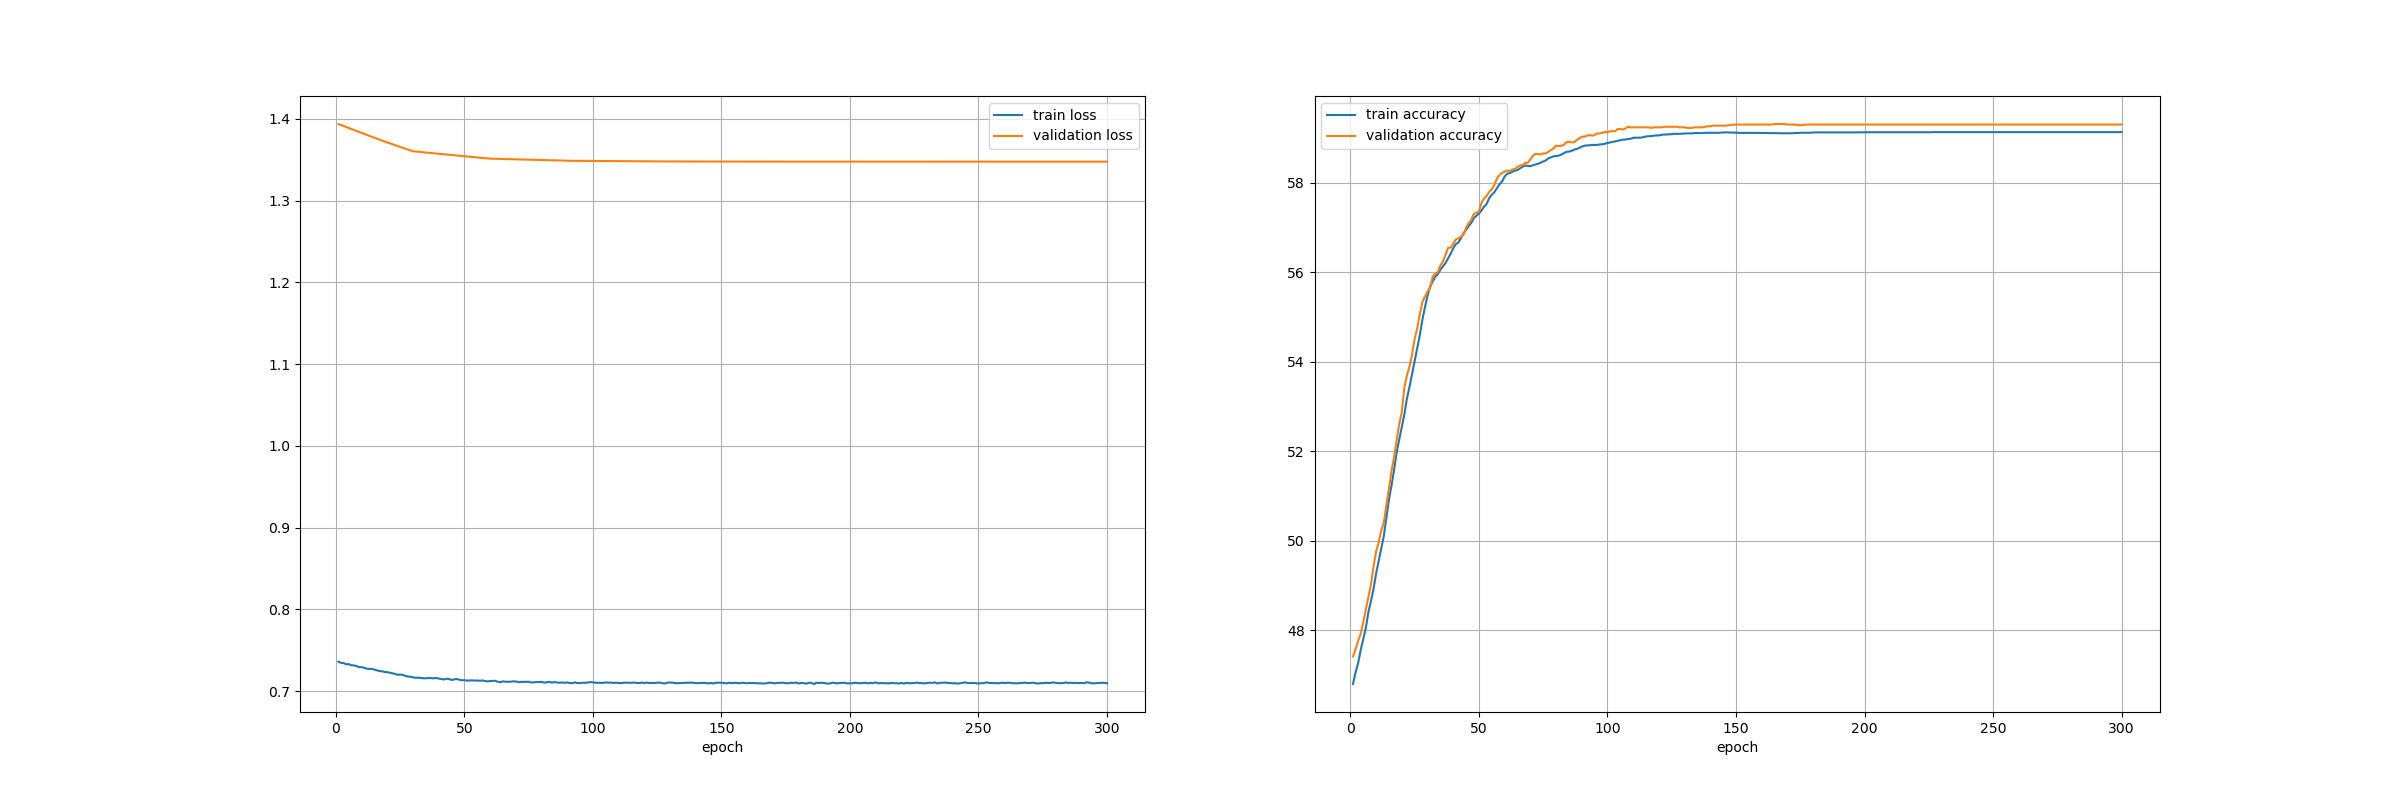 train loss
validation loss
1.4
1.3
1.2
1.1
1.0
0.9
0.8
0.7
0 50 100 150 200 250 300
epoch
train accuracy
validation accuracy
58
56
54
52
50
48
0 50 100 150 200 250 300
epoch